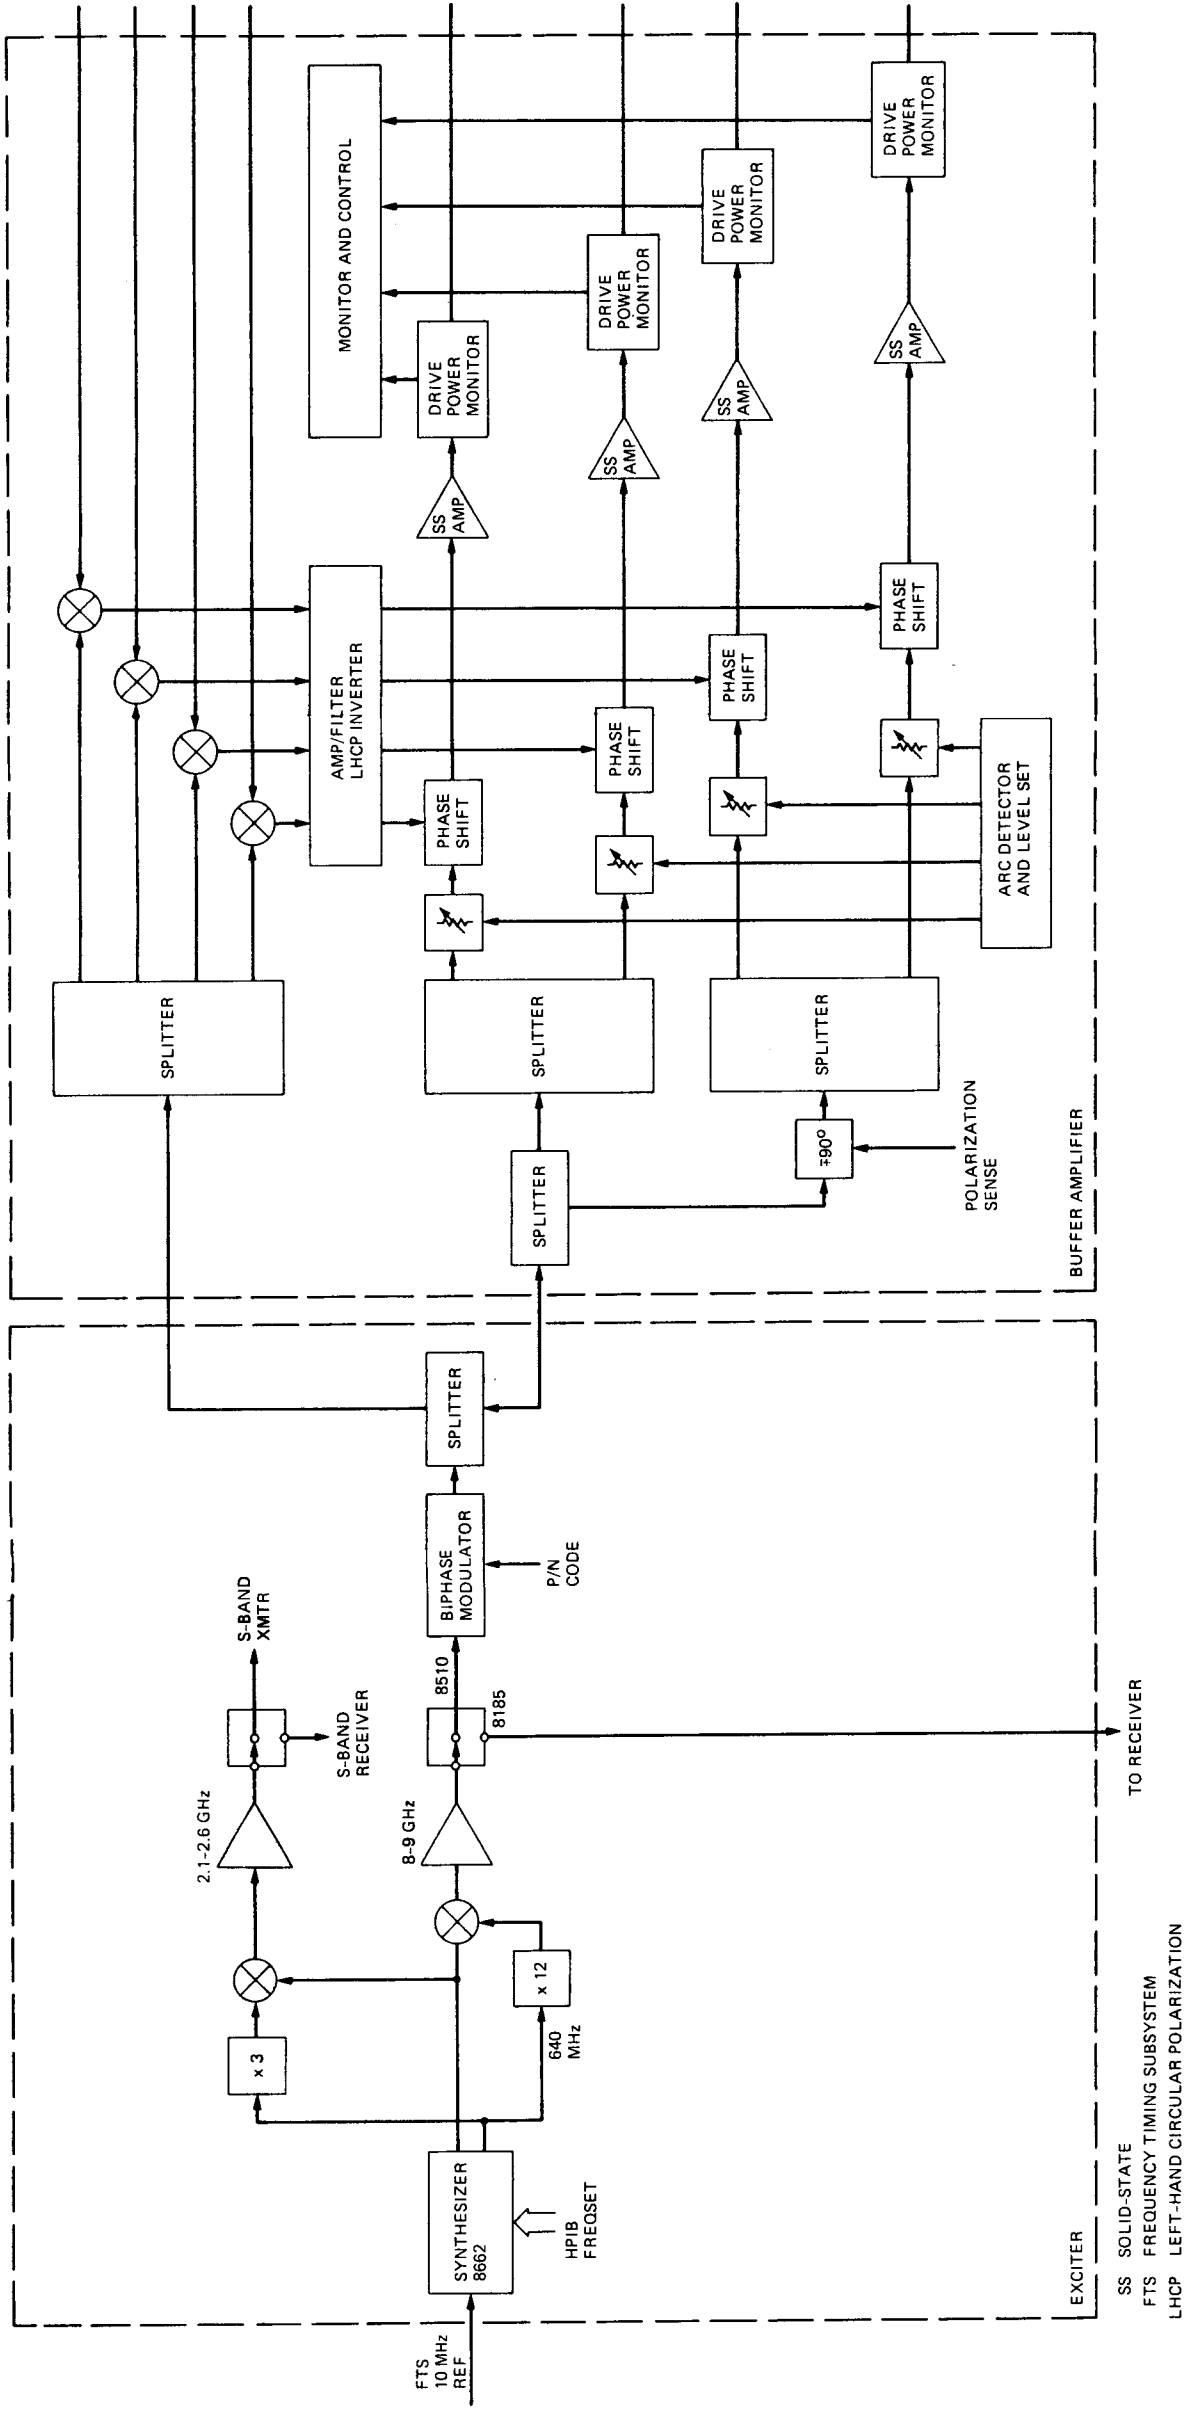 FTS
10 MHz
REF
SYNTHESIZER
8662
HPIB
FREQSET
x 3
640
MHz
x 12
2.1-2.6 GHz
S-BAND
XMTR
S-BAND
RECEIVER
8-9 GHz
8510
8185
TO RECEIVER
BIPHASE
MODULATOR
P/N
CODE
SPLITTER
EXCITER
SPLITTER
SPLITTER
SPLITTER
∓90°
POLARIZATION
SENSE
SPLITTER
BUFFER AMPLIFIER
ARC DETECTOR
AND LEVEL SET
AMP/FILTER
LHCP INVERTER
PHASE
SHIFT
PHASE
SHIFT
PHASE
SHIFT
PHASE
SHIFT
SS
AMP
SS
AMP
SS
AMP
SS
AMP
MONITOR AND CONTROL
DRIVE
POWER
MONITOR
DRIVE
POWER
MONITOR
DRIVE
POWER
MONITOR
DRIVE
POWER
MONITOR
SS SOLID-STATE
FTS FREQUENCY TIMING SUBSYSTEM
LHCP LEFT-HAND CIRCULAR POLARIZATION